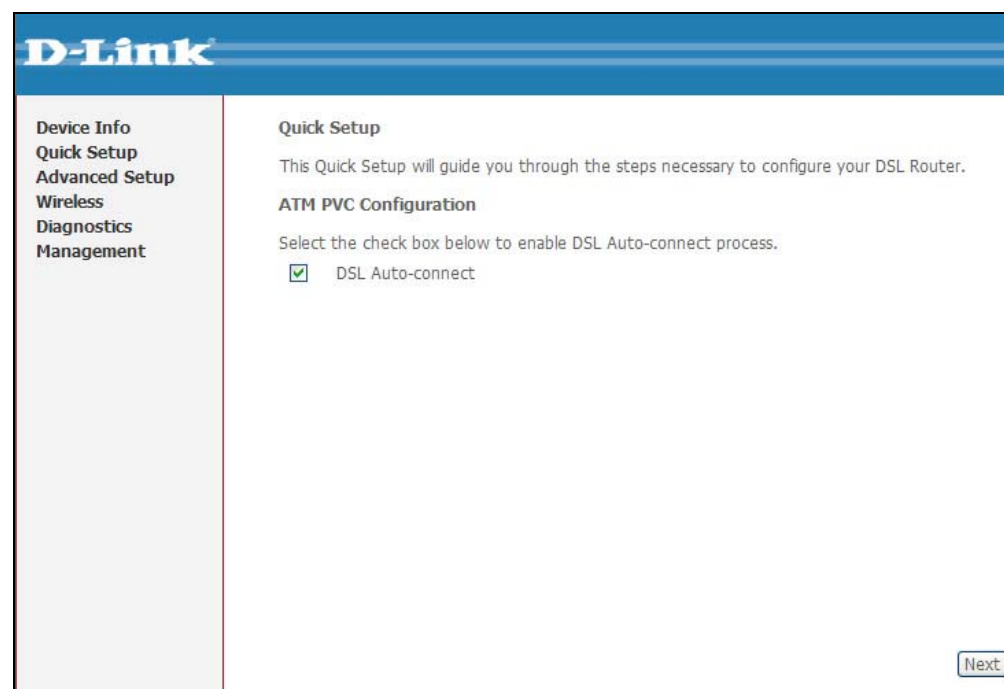 D-Link
Device Info
Quick Setup
Advanced Setup
Wireless
Diagnostics
Management
Quick Setup
This Quick Setup will guide you through the steps necessary to configure your DSL Router.
ATM PVC Configuration
Select the check box below to enable DSL Auto-connect process.
DSL Auto-connect
Next